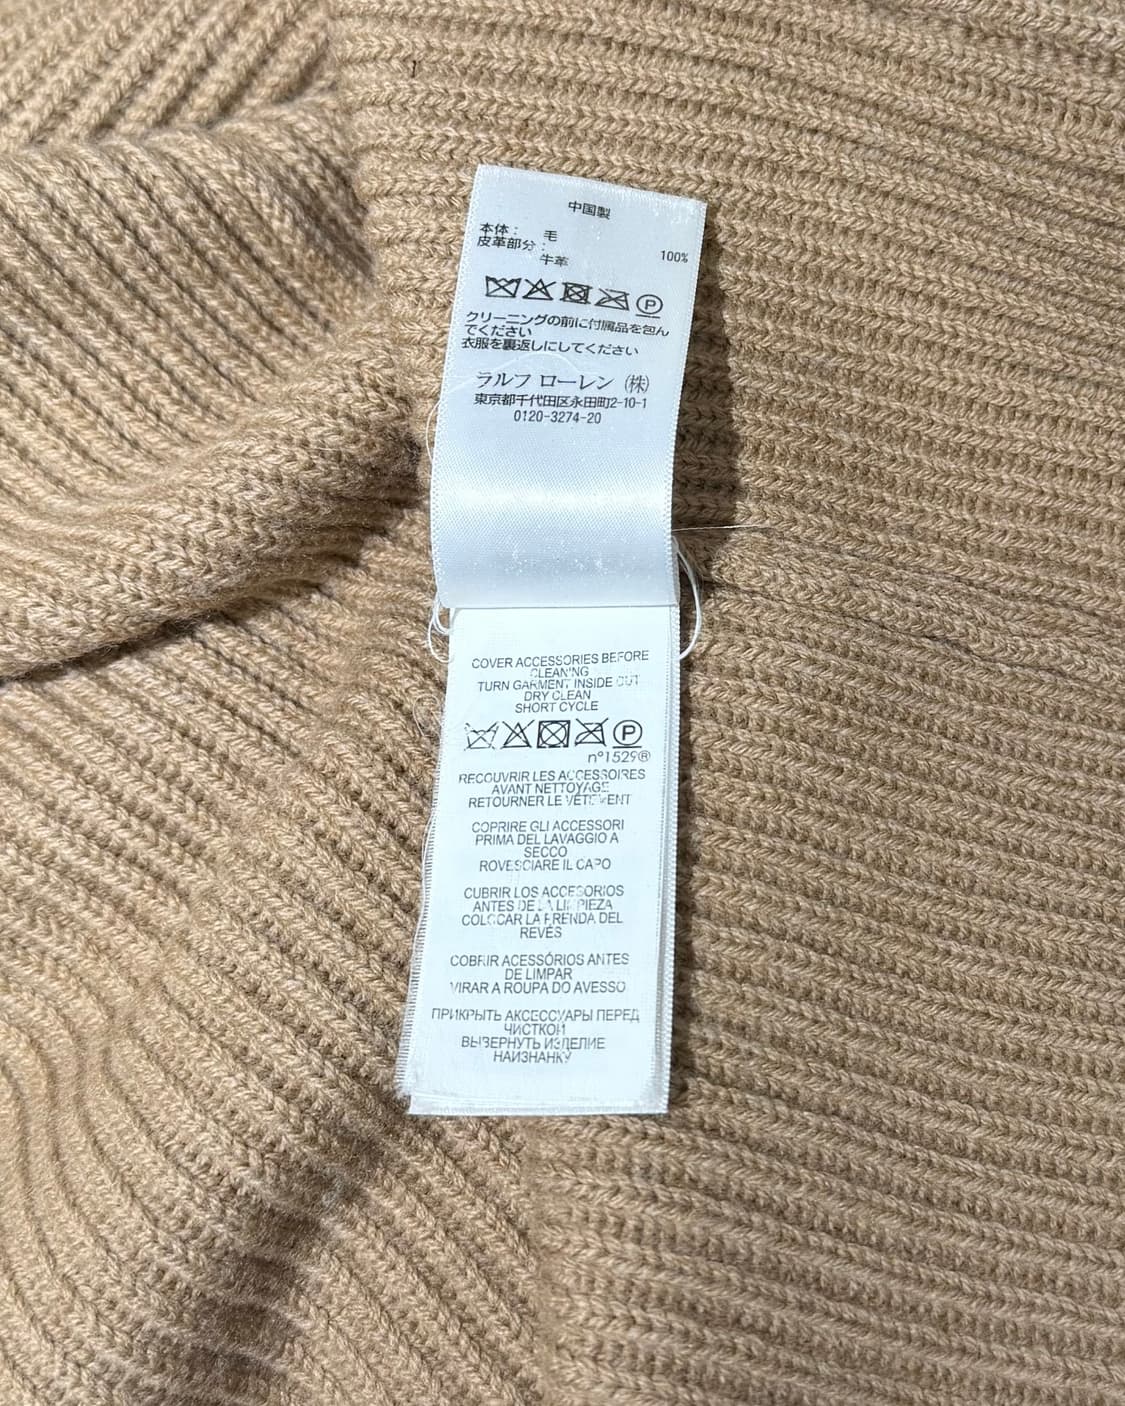 中国製
本体: 毛
皮革部分: 100%
牛革
P
クリーニングの前に付属品を包ん
でください
衣服を裏返しにしてください
ラルフ ローレン (株)
東京都千代田区永田町2-10-1
0120-3274-20
COVER ACCESSORIES BEFORE
CLEANING
TURN GARMENT INSIDE OUT
DRY CLEAN
SHORT CYCLE
P
n°1529®
RECOUVRIR LES ACCESSOIRES
AVANT NETTOYAGE
RETOURNER LE VÊTEMENT
COPRIRE GLI ACCESSORI
PRIMA DEL LAVAGGIO A
SECCO
ROVESCIARE IL CAPO
CUBRIR LOS ACCESORIOS
ANTES DE LA LIMPIEZA
COLOCAR LA PRENDA DEL
REVÉS
COBRIR ACESSÓRIOS ANTES
DE LIMPAR
VIRAR A ROUPA DO AVESSO
ПРИКРЫТЬ АКСЕССУАРЫ ПЕРЕД
ЧИСТКОЙ
ВЫВЕРНУТЬ ИЗДЕЛИЕ
НАИЗНАНКУ